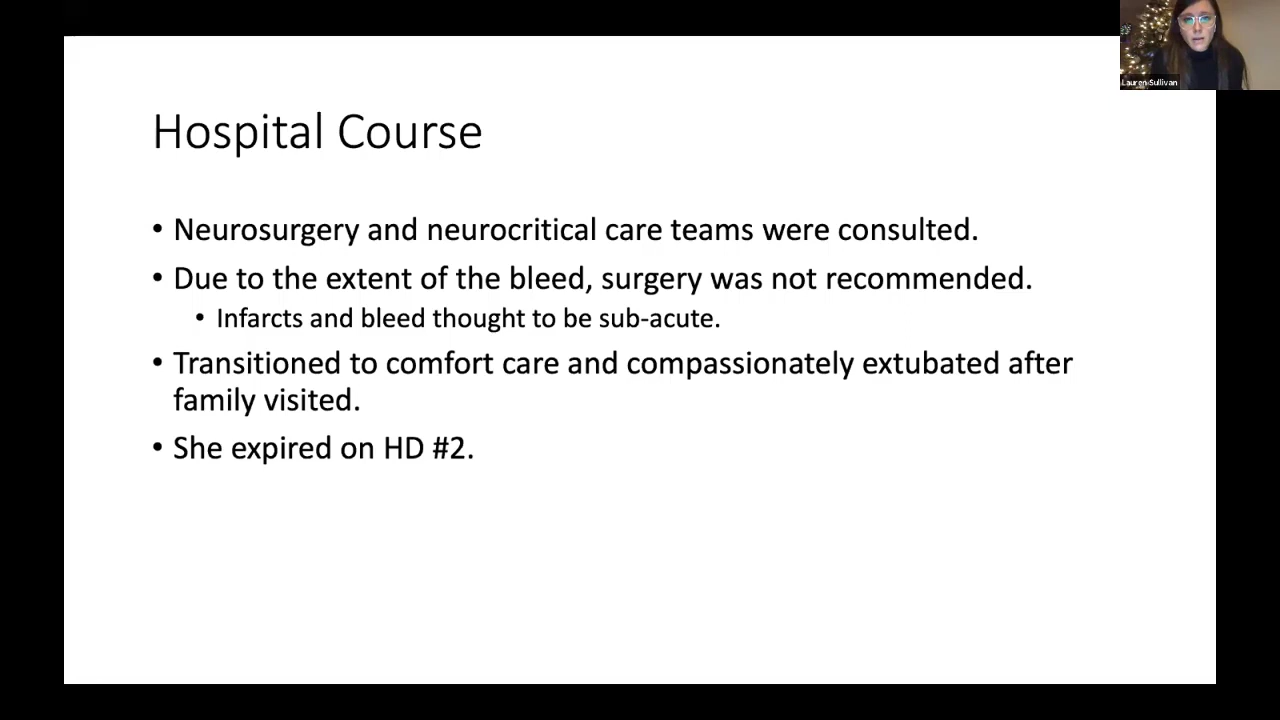 Lauren Sullivan
Hospital Course
• Neurosurgery and neurocritical care teams were consulted.
• Due to the extent of the bleed, surgery was not recommended.
• Infarcts and bleed thought to be sub-acute.
• Transitioned to comfort care and compassionately extubated after
family visited.
• She expired on HD #2.